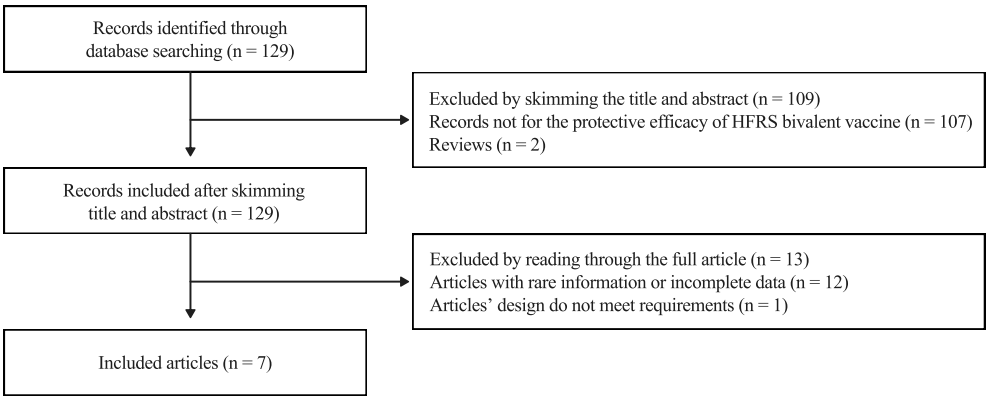 Records identified through
database searching (n = 129)
Excluded by skimming the title and abstract (n = 109)
Records not for the protective efficacy of HFRS bivalent vaccine (n = 107)
Reviews (n = 2)
Records included after skimming
title and abstract (n = 129)
Excluded by reading through the full article (n = 13)
Articles with rare information or incomplete data (n = 12)
Articles’ design do not meet requirements (n = 1)
Included articles (n = 7)